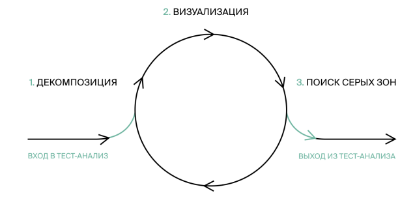 2. ВИЗУАЛИЗАЦИЯ
1. ДЕКОМПОЗИЦИЯ
3. ПОИСК СЕРЫХ ЗОН
ВХОД В ТЕСТ-АНАЛИЗ
ВЫХОД ИЗ ТЕСТ-АНАЛИЗА